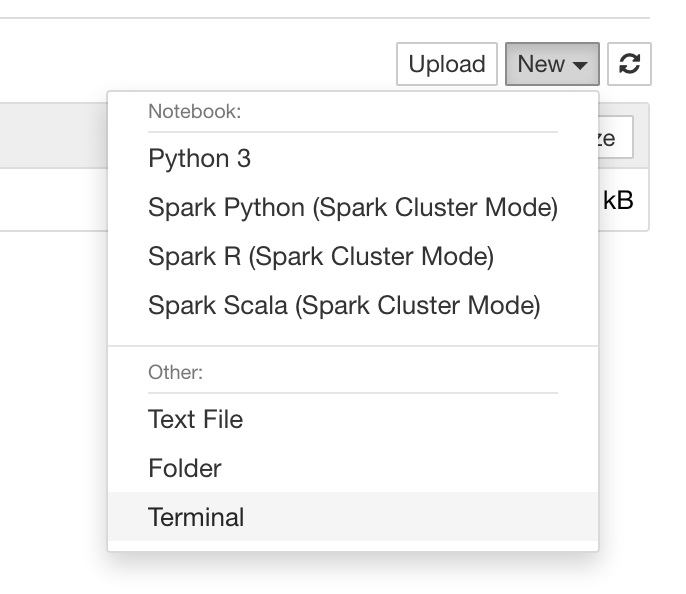 Upload New
Notebook:
ze
Python 3
Spark Python (Spark Cluster Mode)
kB
Spark R (Spark Cluster Mode)
Spark Scala (Spark Cluster Mode)
Other:
Text File
Folder
Terminal